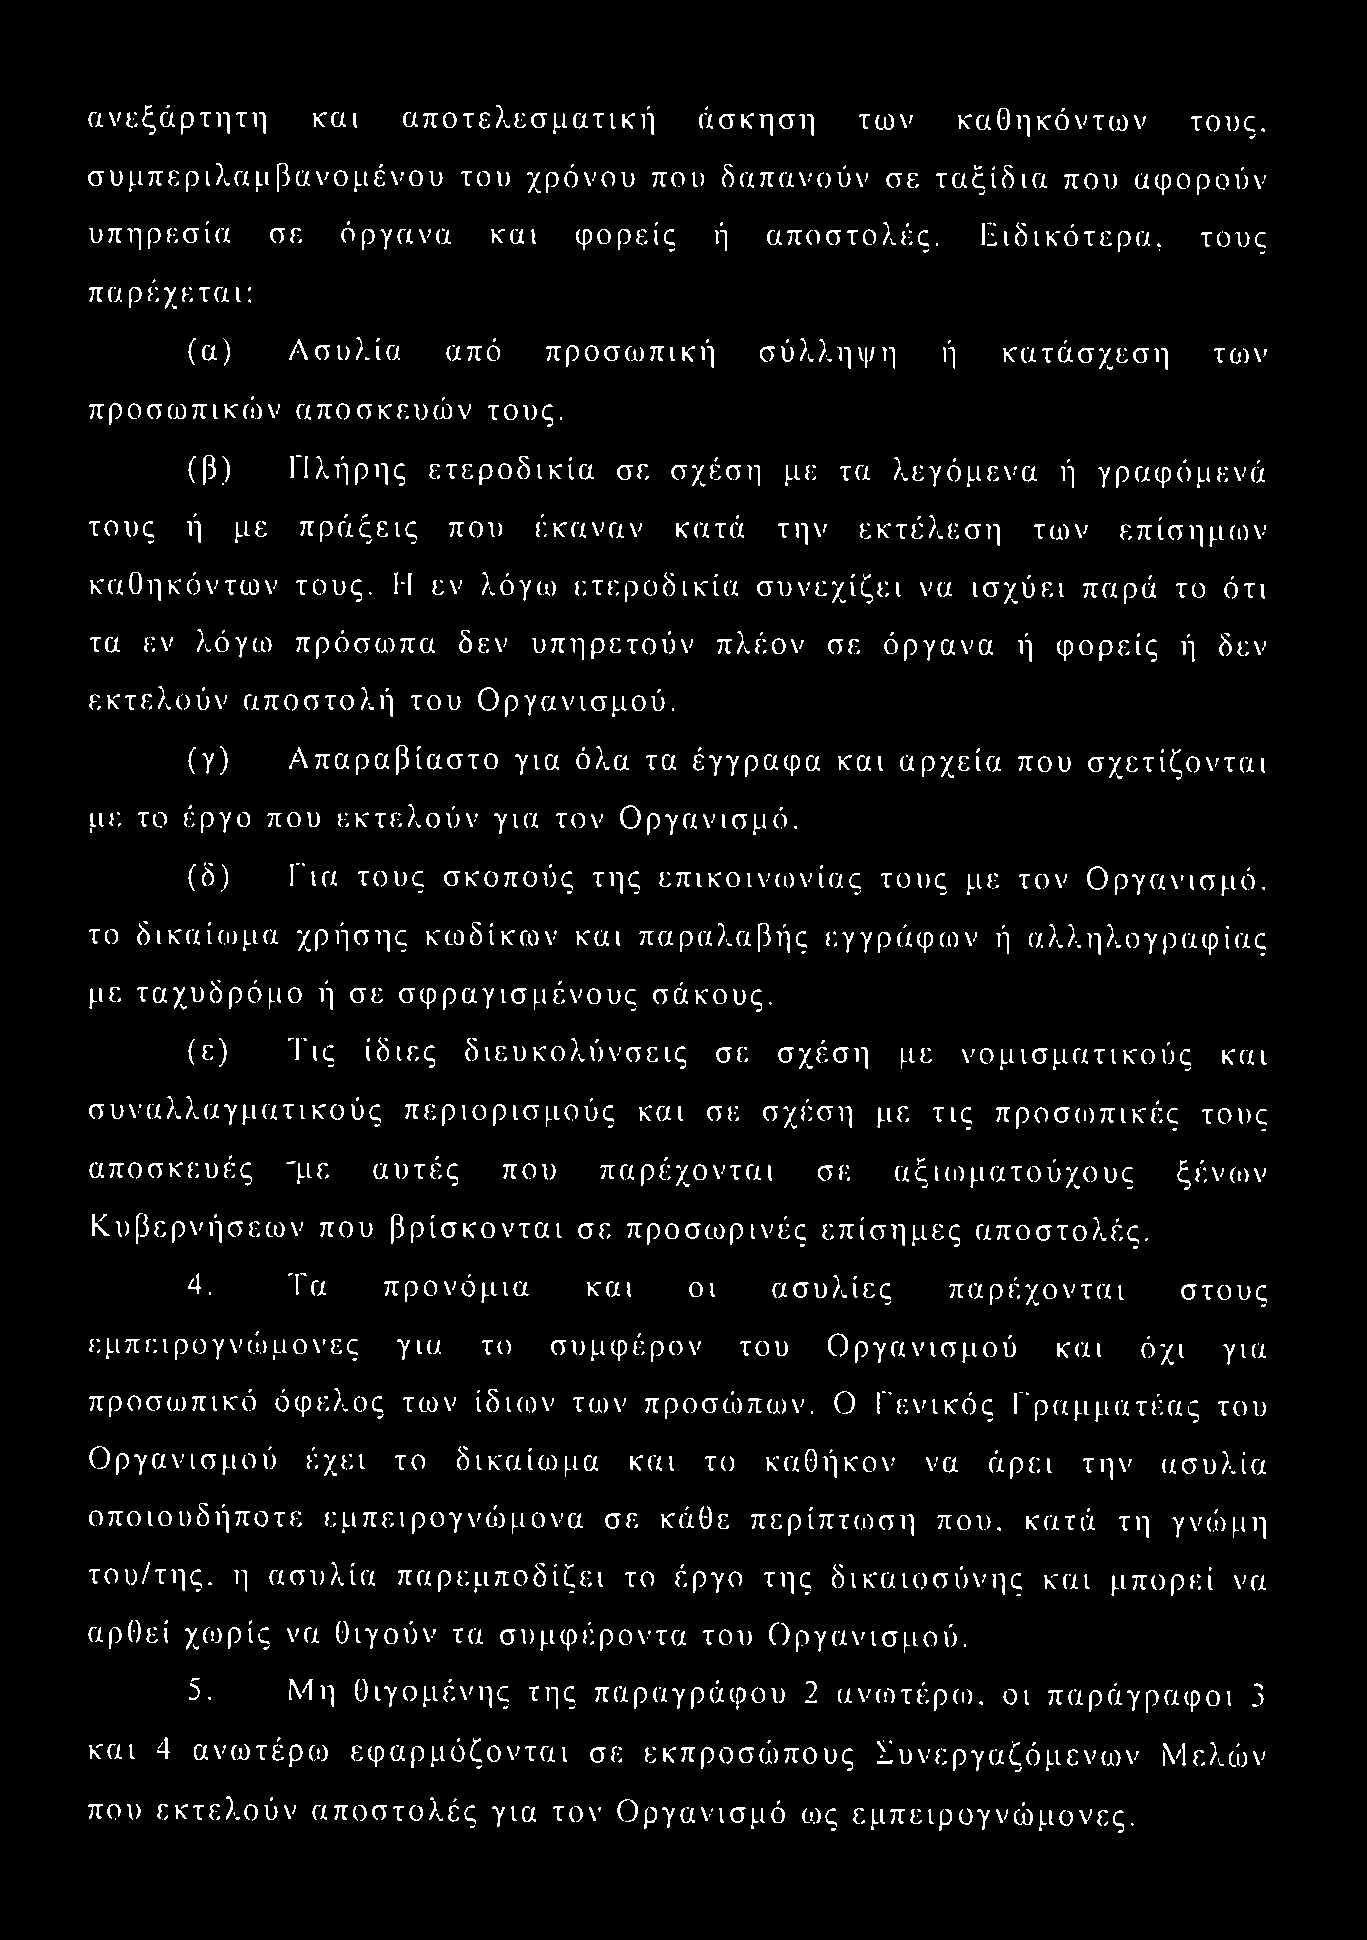 ανεξάρτητη και αποτελεσματική άσκηση των καθηκόντων τους,
συμπεριλαμβανομένου του χρόνου που δαπανούν σε ταξίδια που αφορούν
υπηρεσία σε όργανα και φορείς ή αποστολές. Ειδικότερα, τους
παρέχεται:
(α) Ασυλία από προσωπική σύλληψη ή κατάσχεση των
προσωπικών αποσκευών τους.
(β) Πλήρης ετεροδικία σε σχέση με τα λεγόμενα ή γραφόμενά
τους ή με πράξεις που έκαναν κατά την εκτέλεση των επίσημων
καθηκόντων τους. Η εν λόγω ετεροδικία συνεχίζει να ισχύει παρά το ότι
τα εν λόγω πρόσωπα δεν υπηρετούν πλέον σε όργανα ή φορείς ή δεν
εκτελούν αποστολή του Οργανισμού.
(γ) Απαραβίαστο για όλα τα έγγραφα και αρχεία που σχετίζονται
με το έργο που εκτελούν για τον Οργανισμό.
(δ) Για τους σκοπούς της επικοινωνίας τους με τον Οργανισμό,
το δικαίωμα χρήσης κωδίκων και παραλαβής εγγράφων ή αλληλογραφίας
με ταχυδρόμο ή σε σφραγισμένους σάκους.
(ε) Τις ίδιες διευκολύνσεις σε σχέση με νομισματικούς και
συναλλαγματικούς περιορισμούς και σε σχέση με τις προσωπικές τους
αποσκευές με αυτές που παρέχονται σε αξιωματούχους ξένων
Κυβερνήσεων που βρίσκονται σε προσωρινές επίσημες αποστολές.
4. Τα προνόμια και οι ασυλίες παρέχονται στους
εμπειρογνώμονες για το συμφέρον του Οργανισμού και όχι για
προσωπικό όφελος των ίδιων των προσώπων. Ο Γενικός Γραμματέας του
Οργανισμού έχει το δικαίωμα και το καθήκον να άρει την ασυλία
οποιουδήποτε εμπειρογνώμονα σε κάθε περίπτωση που, κατά τη γνώμη
του/της, η ασυλία παρεμποδίζει το έργο της δικαιοσύνης και μπορεί να
αρθεί χωρίς να θιγούν τα συμφέροντα του Οργανισμού.
5. Μη θιγομένης της παραγράφου 2 ανωτέρω, οι παράγραφοι 3
και 4 ανωτέρω εφαρμόζονται σε εκπροσώπους Συνεργαζόμενων Μελών
που εκτελούν αποστολές για τον Οργανισμό ως εμπειρογνώμονες.